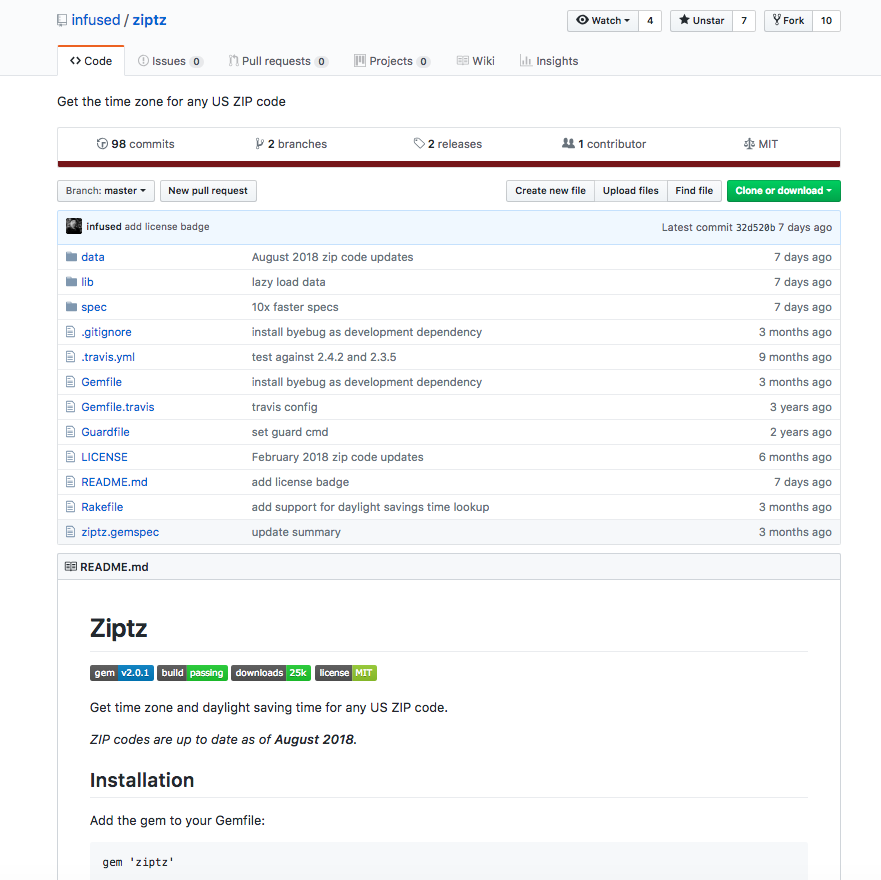 infused / ziptz
Watch 4 Unstar 7 Fork 10
Code Issues 0 Pull requests 0 Projects 0 Wiki Insights
Get the time zone for any US ZIP code
98 commits 2 branches 2 releases 1 contributor MIT
Branch: master New pull request Create new file Upload files Find file Clone or download
infused add license badge Latest commit 32d520b 7 days ago
data August 2018 zip code updates 7 days ago
lib lazy load data 7 days ago
spec 10x faster specs 7 days ago
.gitignore install byebug as development dependency 3 months ago
.travis.yml test against 2.4.2 and 2.3.5 9 months ago
Gemfile install byebug as development dependency 3 months ago
Gemfile.travis travis config 3 years ago
Guardfile set guard cmd 2 years ago
LICENSE February 2018 zip code updates 6 months ago
README.md add license badge 7 days ago
Rakefile add support for daylight savings time lookup 3 months ago
ziptz.gemspec update summary 3 months ago
README.md
Ziptz
gem v2.0.1 build passing downloads 25k license MIT
Get time zone and daylight saving time for any US ZIP code.
ZIP codes are up to date as of August 2018.
Installation
Add the gem to your Gemfile:
gem 'ziptz'